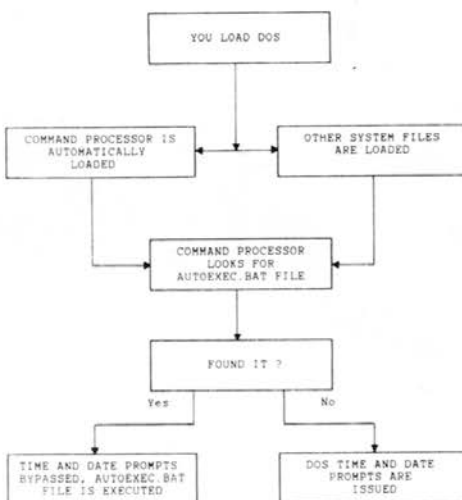 YOU LOAD DOS
COMMAND PROCESSOR IS
AUTOMATICALLY
LOADED
OTHER SYSTEM FILES
ARE LOADED
COMMAND PROCESSOR
LOOKS FOR
AUTOEXEC.BAT FILE
FOUND IT ?
Yes
No
TIME AND DATE PROMPTS
BYPASSED, AUTOEXEC.BAT
FILE IS EXECUTED
DOS TIME AND DATE
PROMPTS ARE
ISSUED